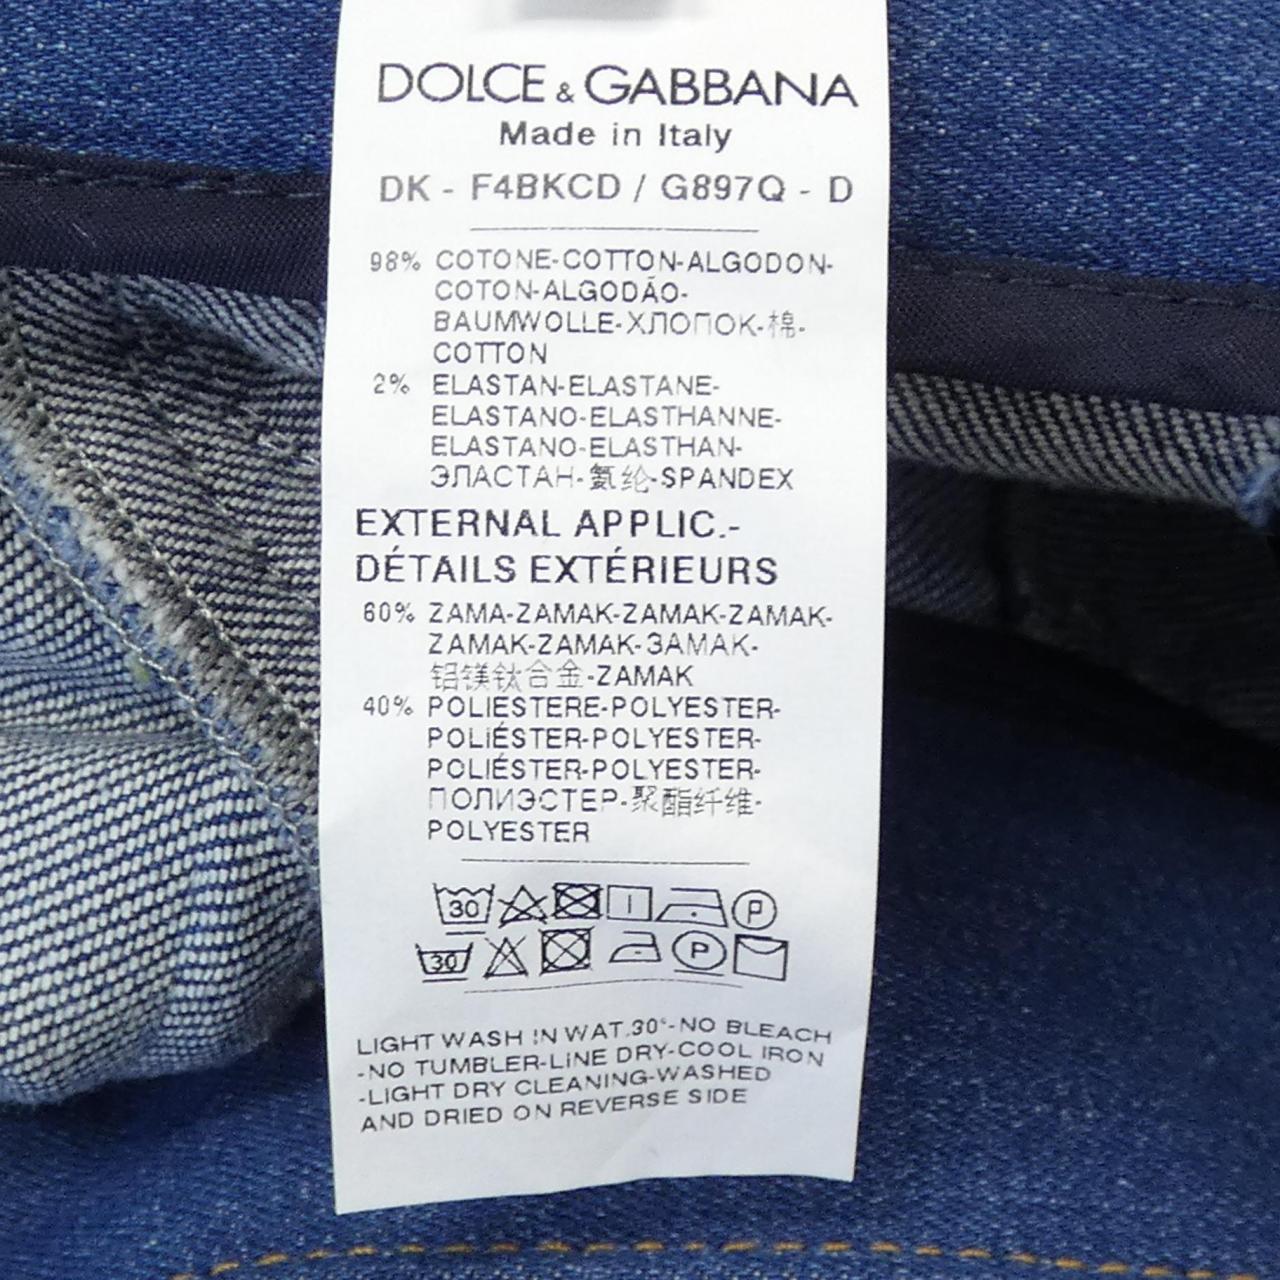 DOLCE & GABBANA
Made in Italy
DK - F4BKCD / G897Q - D
98% COTONE-COTTON-ALGODON-
COTON-ALGODÃO-
BAUMWOLLE-ХЛОПОК-棉-
COTTON
2% ELASTAN-ELASTANE-
ELASTANO-ELASTHANNE-
ELASTANO-ELASTHAN-
ЭЛАСТАН-氨纶-SPANDEX
EXTERNAL APPLIC.-
DÉTAILS EXTÉRIEURS
60% ZAMA-ZAMAK-ZAMAK-ZAMAK-
ZAMAK-ZAMAK-ЗАМАК-
铝镁钛合金-ZAMAK
40% POLIESTERE-POLYESTER-
POLIÉSTER-POLYESTER-
POLIÉSTER-POLYESTER-
ПОЛИЭСТЕР-聚酯纤维-
POLYESTER
30 P
30 P
LIGHT WASH IN WAT.30°-NO BLEACH
-NO TUMBLER-LINE DRY-COOL IRON
-LIGHT DRY CLEANING-WASHED
AND DRIED ON REVERSE SIDE